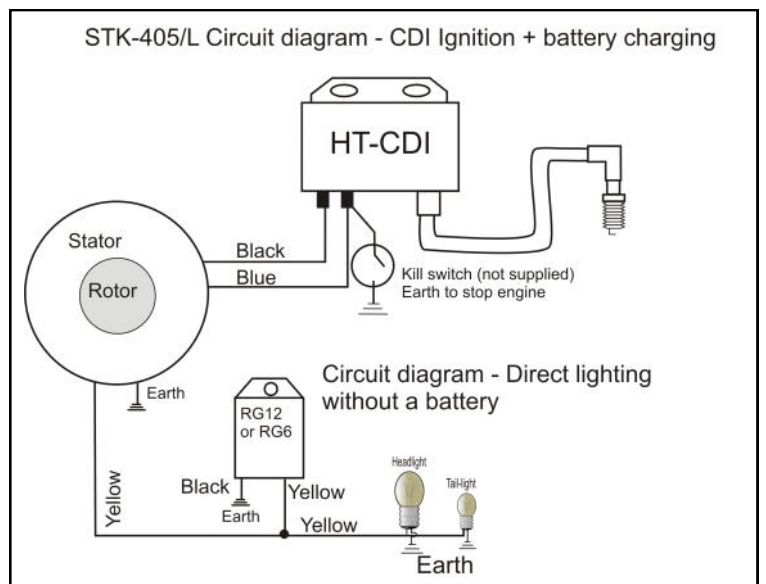 STK-405/L Circuit diagram - CDI Ignition + battery charging
HT-CDI
Stator
Rotor
Black
Blue
Kill switch (not supplied)
Earth to stop engine
Earth
Circuit diagram - Direct lighting
without a battery
RG12
or RG6
Black
Earth
Yellow
Yellow
Yellow
Headlight
Tail-light
Earth